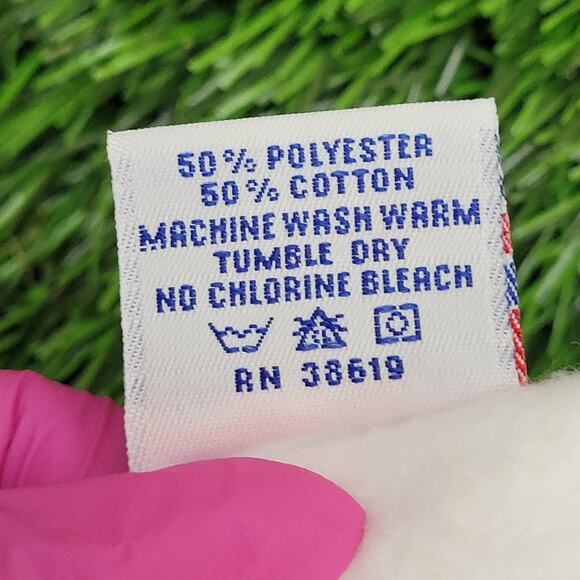 50% POLYESTER
50% COTTON
MACHINE WASH WARM
TUMBLE DRY
NO CHLORINE BLEACH
RN 38619